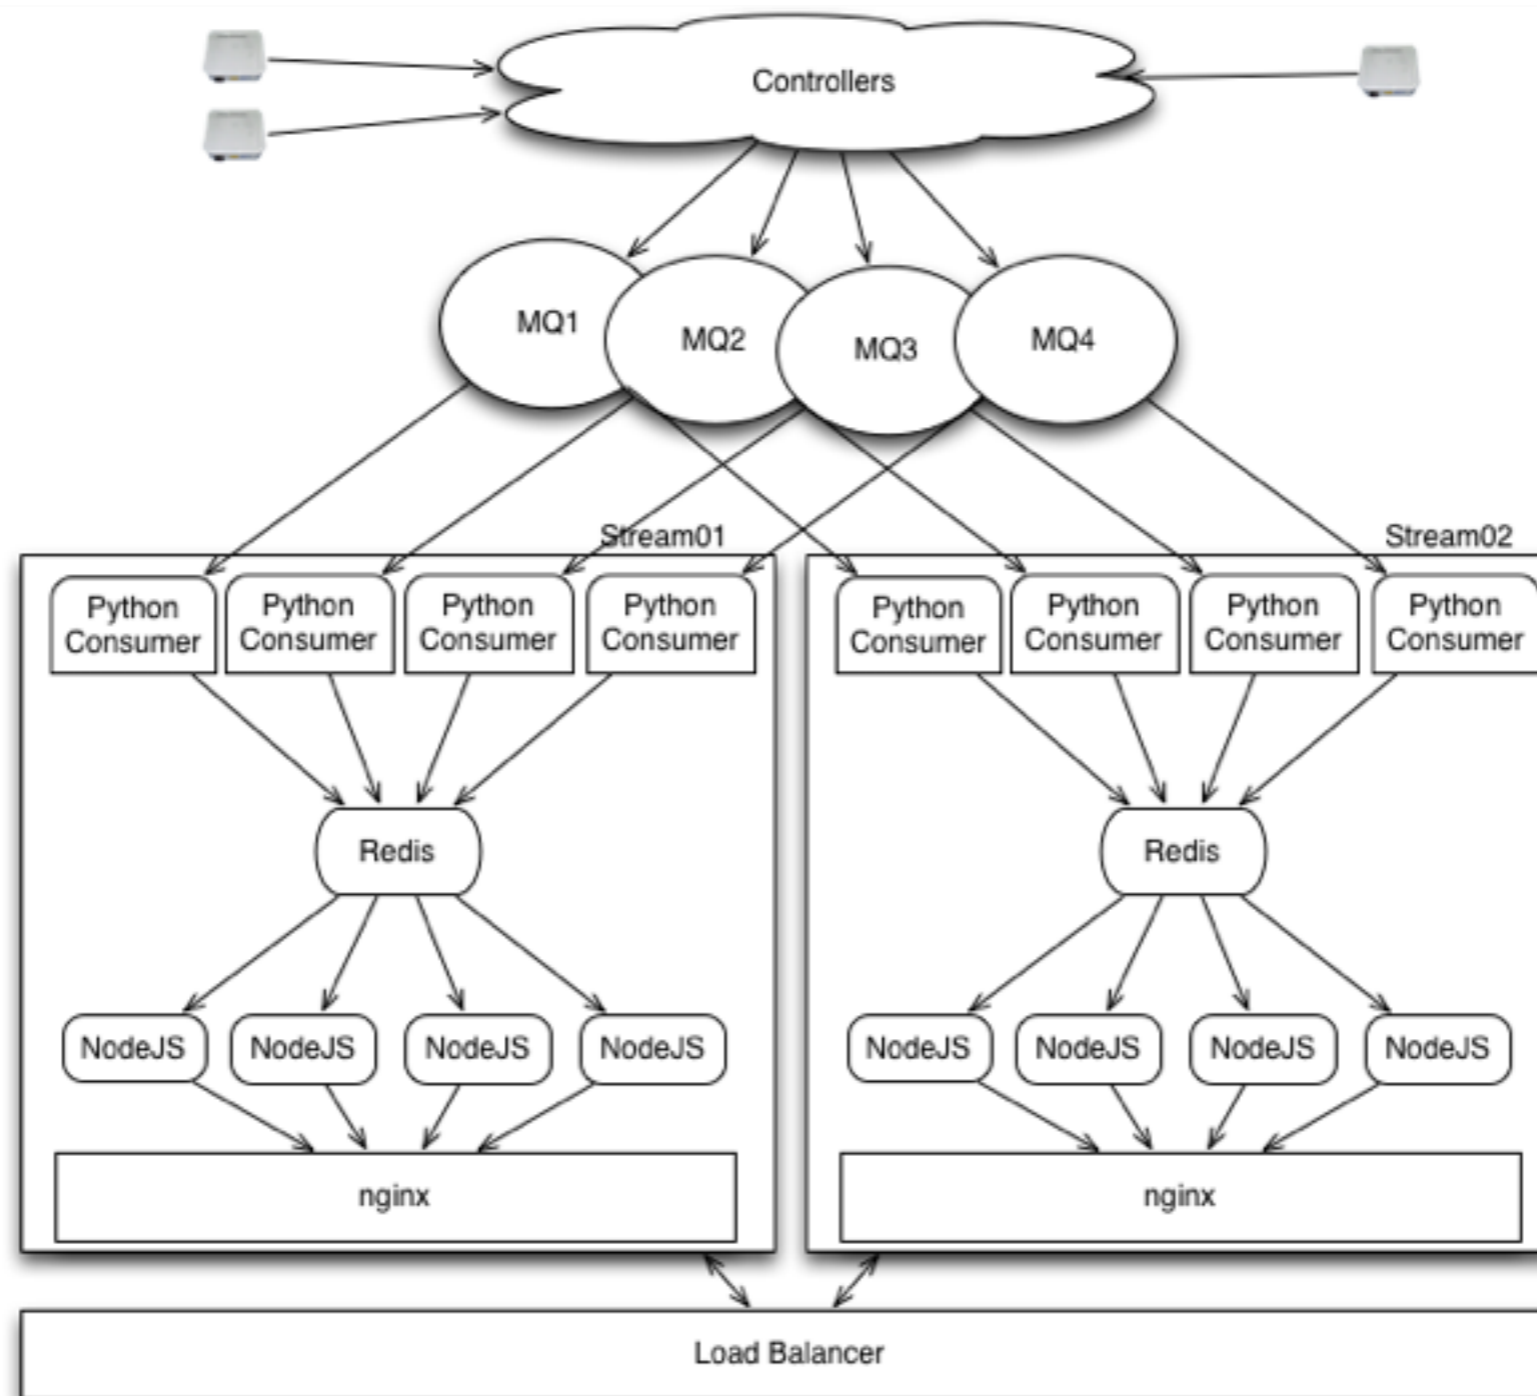 Controllers
MQ1
MQ2
MQ3
MQ4
Stream01
Stream02
Python
Consumer
Python
Consumer
Python
Consumer
Python
Consumer
Python
Consumer
Python
Consumer
Python
Consumer
Python
Consumer
Redis
Redis
NodeJS
NodeJS
NodeJS
NodeJS
NodeJS
NodeJS
NodeJS
NodeJS
nginx
nginx
Load Balancer